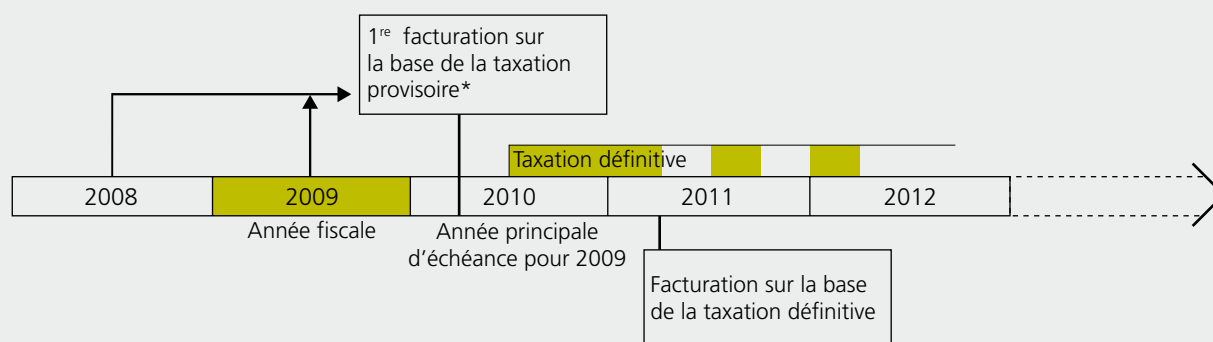 1re facturation sur
la base de la taxation
provisoire*
Taxation définitive
2008
2009
2010
2011
2012
Année fiscale
Année principale
d’échéance pour 2009
Facturation sur la base
de la taxation définitive